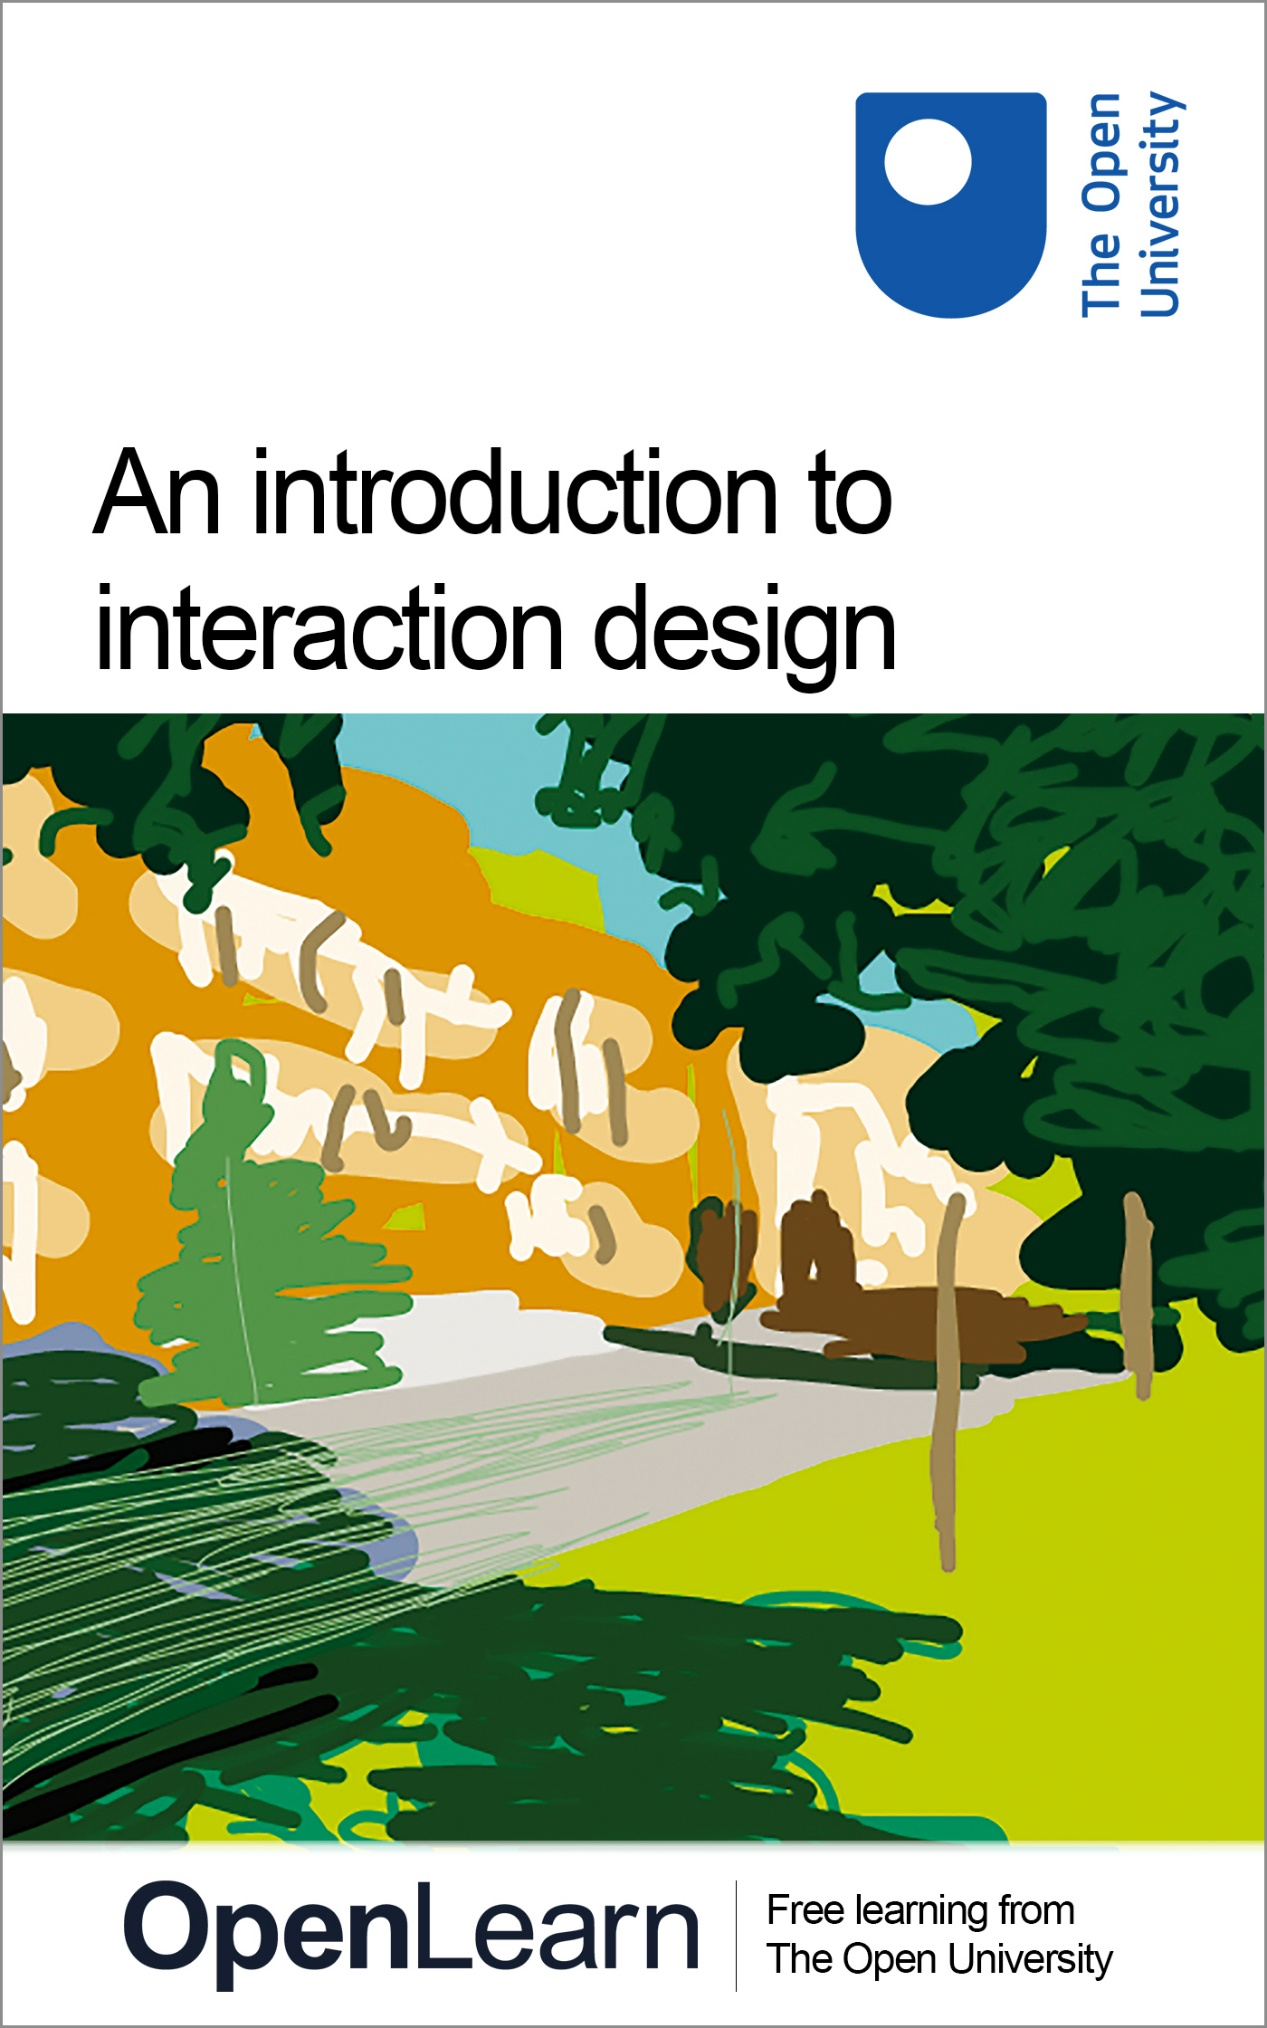 The Open
University
An introduction to
interaction design
OpenLearn
Free learning from
The Open University